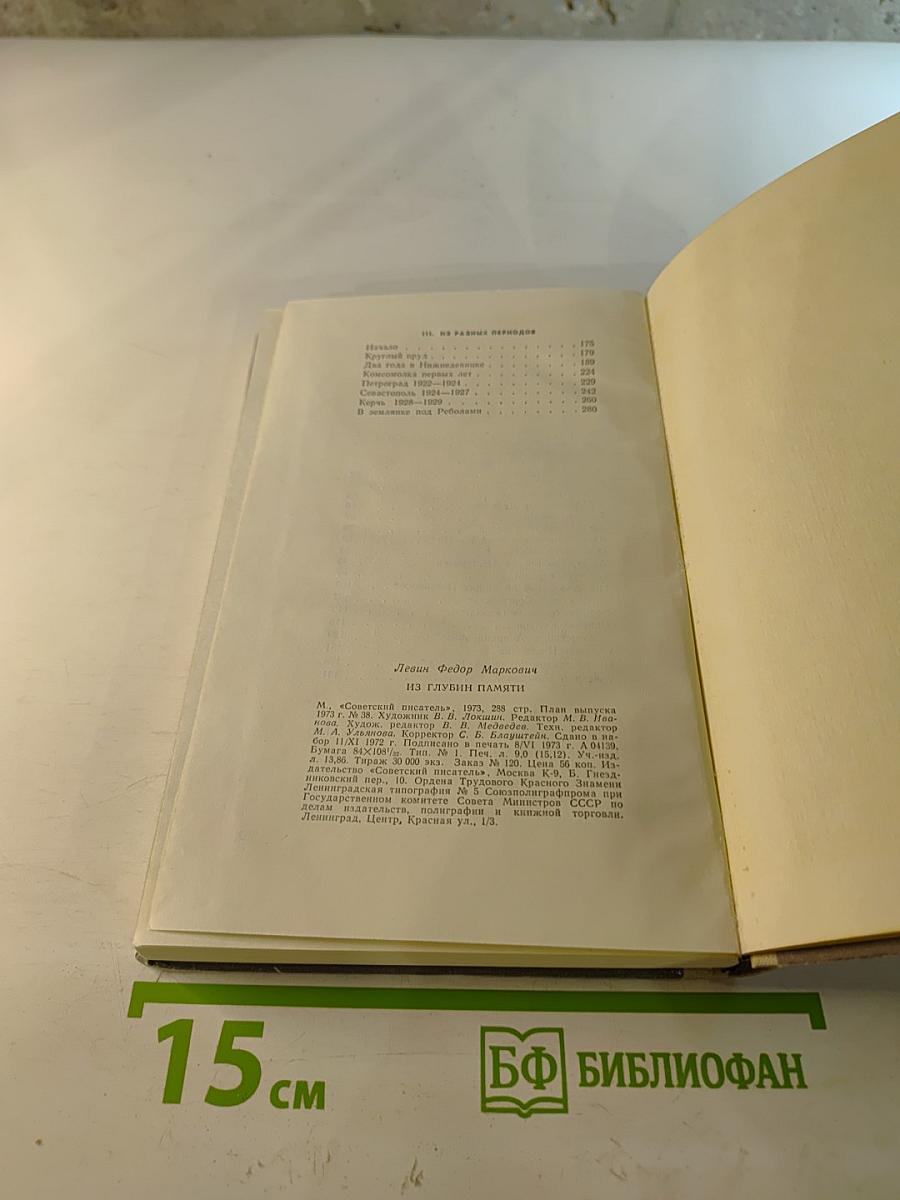 III. ИЗ РАЗНЫХ ПЕРИОДОВ
Начало . . . . . . . . . . . . . . . 175
Круглый пруд . . . . . . . . . . . . . 179
Два года в Нижнедевицке . . . . . . . . 189
Комсомолка первых лет . . . . . . . . . 224
Петроград 1922—1924 . . . . . . . . . . 229
Севастополь 1924—1927 . . . . . . . . . 242
Керчь 1928—1929 . . . . . . . . . . . 260
В землянке под Реболами . . . . . . . . 280
Левин Федор Маркович
ИЗ ГЛУБИН ПАМЯТИ
М., «Советский писатель», 1973, 288 стр. План выпуска
1973 г. № 38. Художник В. В. Локшин. Редактор М. В. Ива-
нова. Худож. редактор В. В. Медведев. Техн. редактор
М. А. Ульянова. Корректор С. Б. Блауштейн. Сдано в на-
бор 11/XI 1972 г. Подписано в печать 8/VI 1973 г. А 04139.
Бумага 84×108¹/₃₂. Тип. № 1. Печ. л. 9,0 (15,12). Уч.-изд.
л. 13,86. Тираж 30 000 экз. Заказ № 120. Цена 56 коп. Из-
дательство «Советский писатель», Москва К-9, Б. Гнезд-
никовский пер., 10. Ордена Трудового Красного Знамени
Ленинградская типография № 5 Союзполиграфпрома при
Государственном комитете Совета Министров СССР по
делам издательств, полиграфии и книжной торговли.
Ленинград, Центр, Красная ул., 1/3.
15 см
БФ БИБЛИОФАН